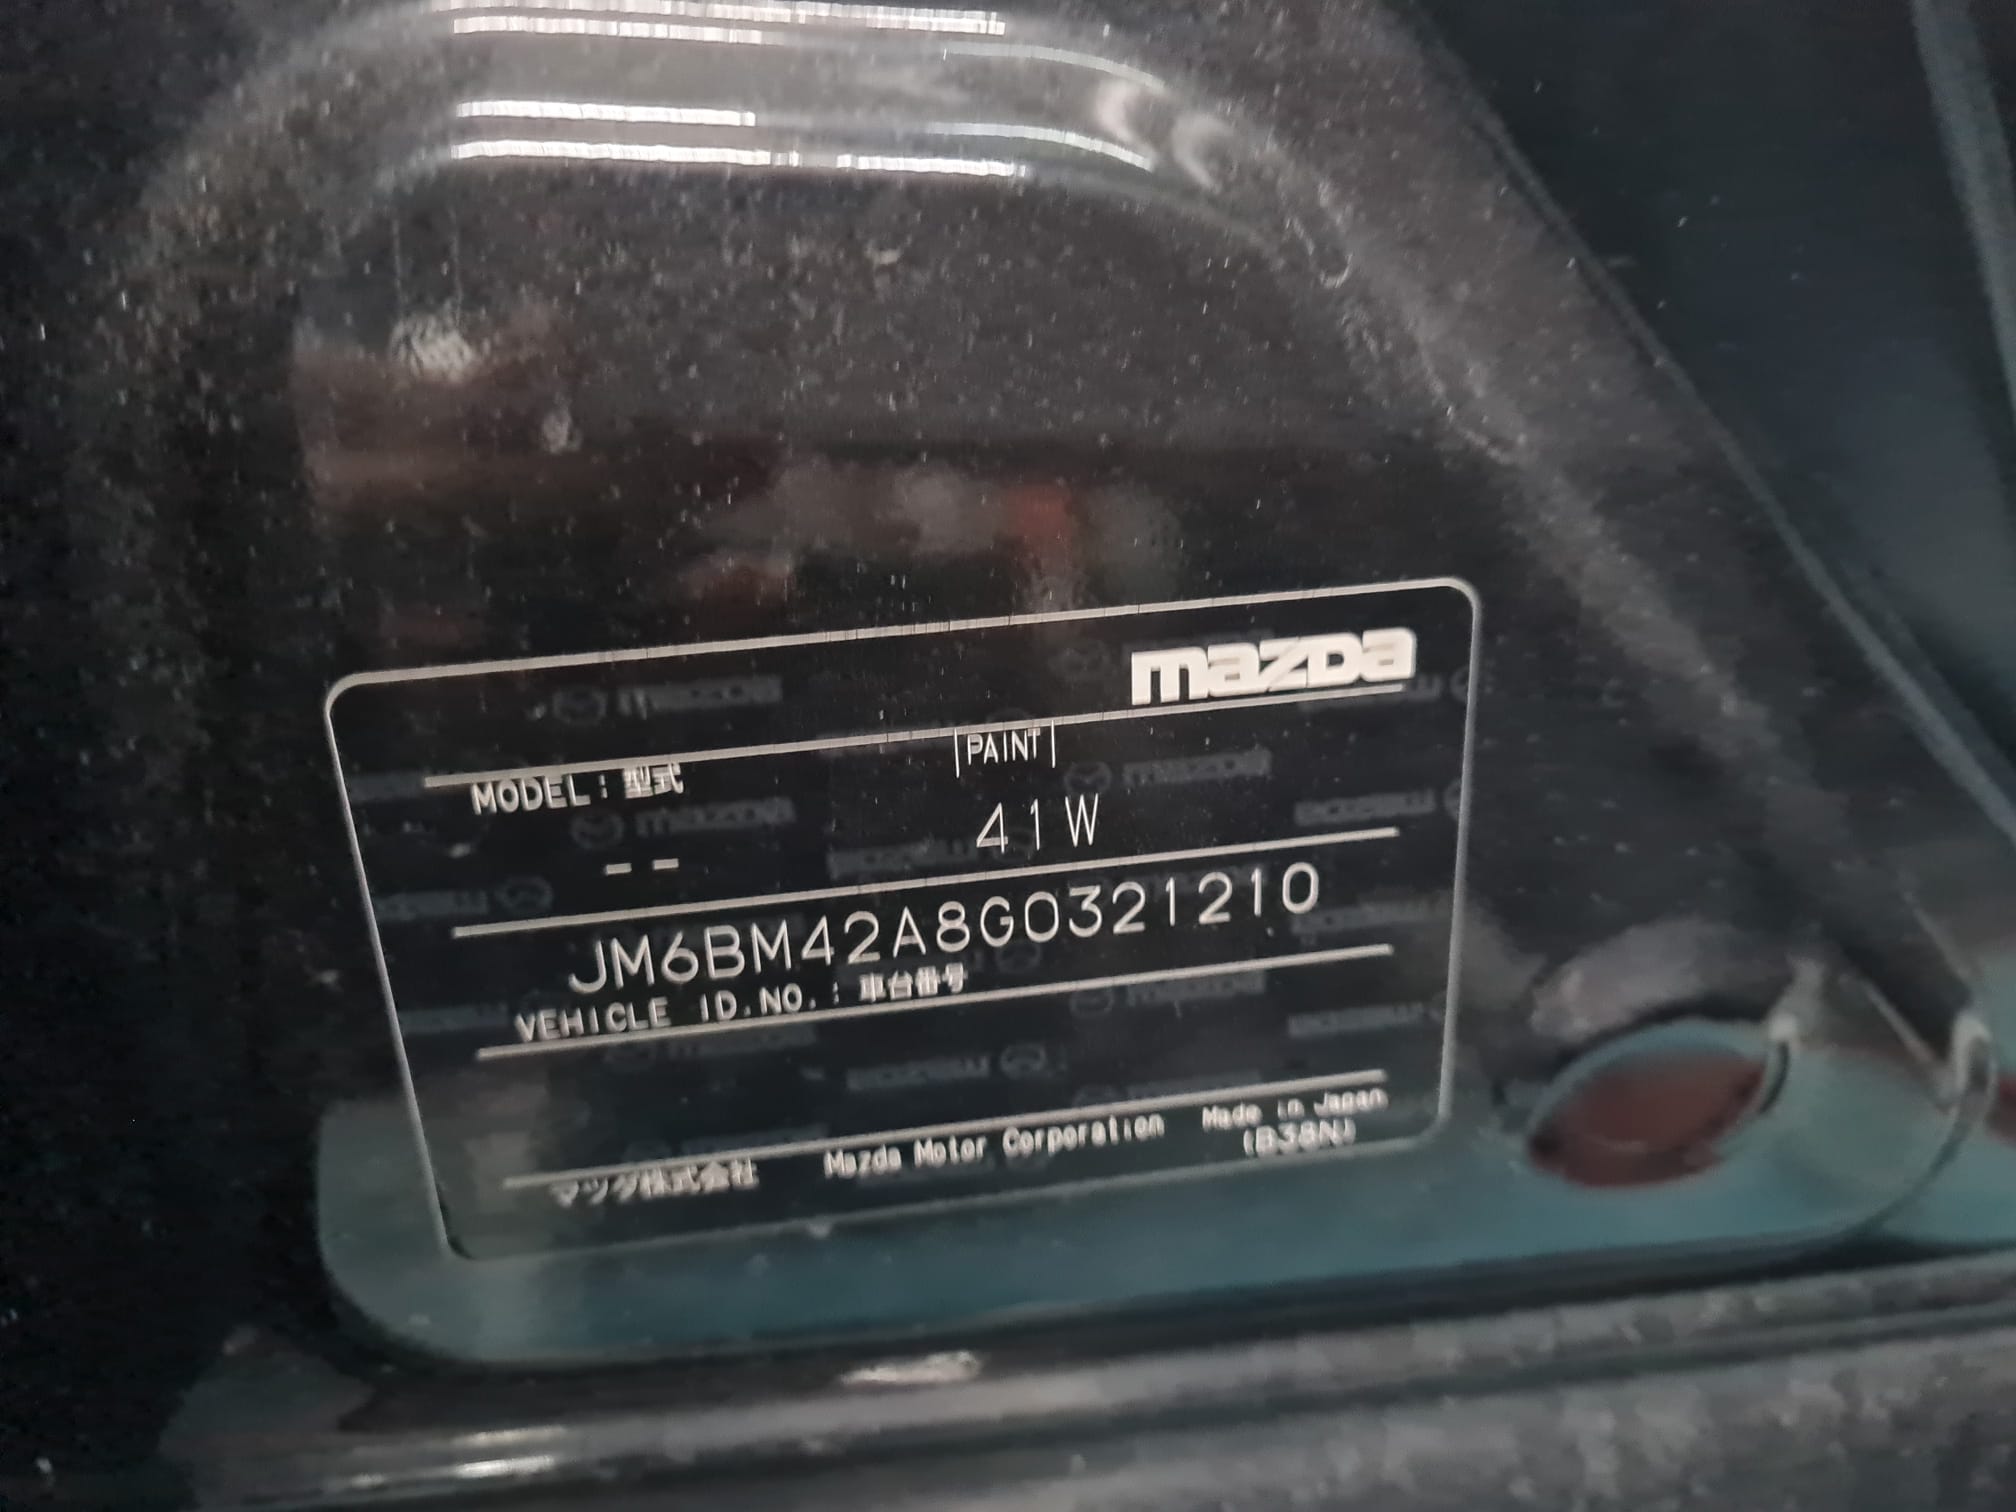 mazda
PAINT
MODEL : 型式
41W
--
JM6BM42A8G0321210
VEHICLE ID.NO. : 車台番号
マツダ株式会社 Mazda Motor Corporation Made in Japan
(B38N)